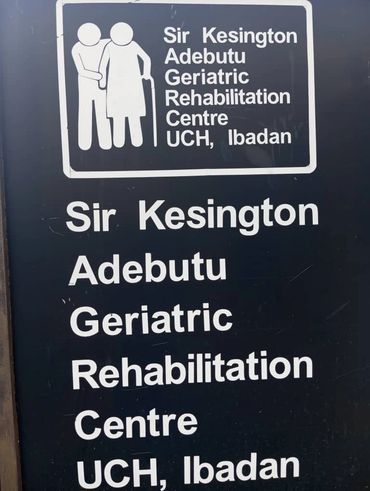 Sir Kesington
Adebutu
Geriatric
Rehabilitation
Centre
UCH, Ibadan
Sir Kesington
Adebutu
Geriatric
Rehabilitation
Centre
UCH, Ibadan